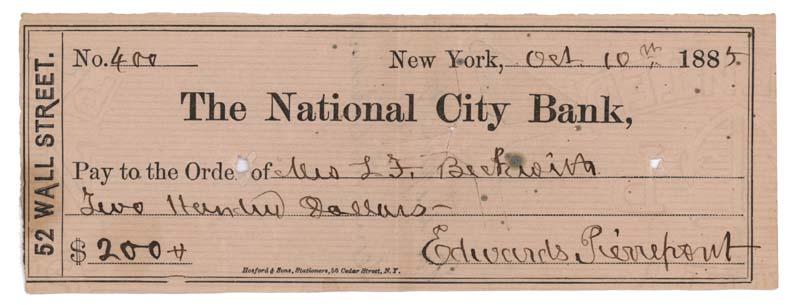 52 WALL STREET.
No. 400 New York, Oct 10th 1885.
The National City Bank,
Pay to the Orde of Mrs L. F. Beckwith
Two Hundred Dollars
$ 200
Edwards Pierrepont
Hosford & Sons, Stationers, 56 Cedar Street, N.Y.